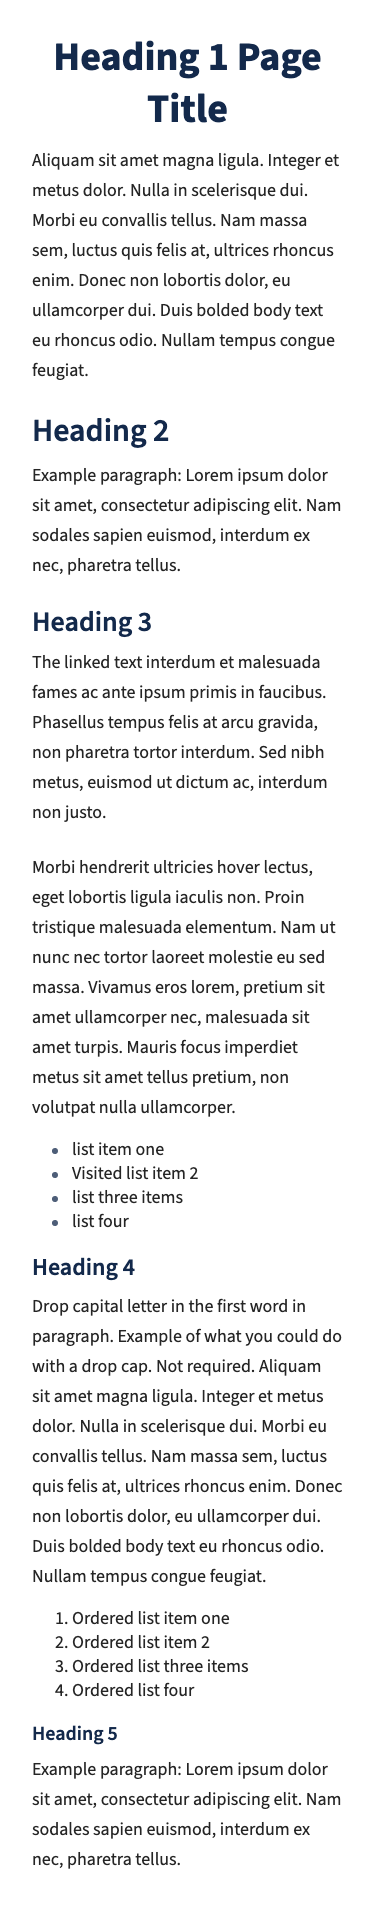 Heading 1 Page
Title
Aliquam sit amet magna ligula. Integer et
metus dolor. Nulla in scelerisque dui.
Morbi eu convallis tellus. Nam massa
sem, luctus quis felis at, ultrices rhoncus
enim. Donec non lobortis dolor, eu
ullamcorper dui. Duis bolded body text
eu rhoncus odio. Nullam tempus congue
feugiat.
Heading 2
Example paragraph: Lorem ipsum dolor
sit amet, consectetur adipiscing elit. Nam
sodales sapien euismod, interdum ex
nec, pharetra tellus.
Heading 3
The linked text interdum et malesuada
fames ac ante ipsum primis in faucibus.
Phasellus tempus felis at arcu gravida,
non pharetra tortor interdum. Sed nibh
metus, euismod ut dictum ac, interdum
non justo.
Morbi hendrerit ultricies hover lectus,
eget lobortis ligula iaculis non. Proin
tristique malesuada elementum. Nam ut
nunc nec tortor laoreet molestie eu sed
massa. Vivamus eros lorem, pretium sit
amet ullamcorper nec, malesuada sit
amet turpis. Mauris focus imperdiet
metus sit amet tellus pretium, non
volutpat nulla ullamcorper.
• list item one
• Visited list item 2
• list three items
• list four
Heading 4
Drop capital letter in the first word in
paragraph. Example of what you could do
with a drop cap. Not required. Aliquam
sit amet magna ligula. Integer et metus
dolor. Nulla in scelerisque dui. Morbi eu
convallis tellus. Nam massa sem, luctus
quis felis at, ultrices rhoncus enim. Donec
non lobortis dolor, eu ullamcorper dui.
Duis bolded body text eu rhoncus odio.
Nullam tempus congue feugiat.
1. Ordered list item one
2. Ordered list item 2
3. Ordered list three items
4. Ordered list four
Heading 5
Example paragraph: Lorem ipsum dolor
sit amet, consectetur adipiscing elit. Nam
sodales sapien euismod, interdum ex
nec, pharetra tellus.